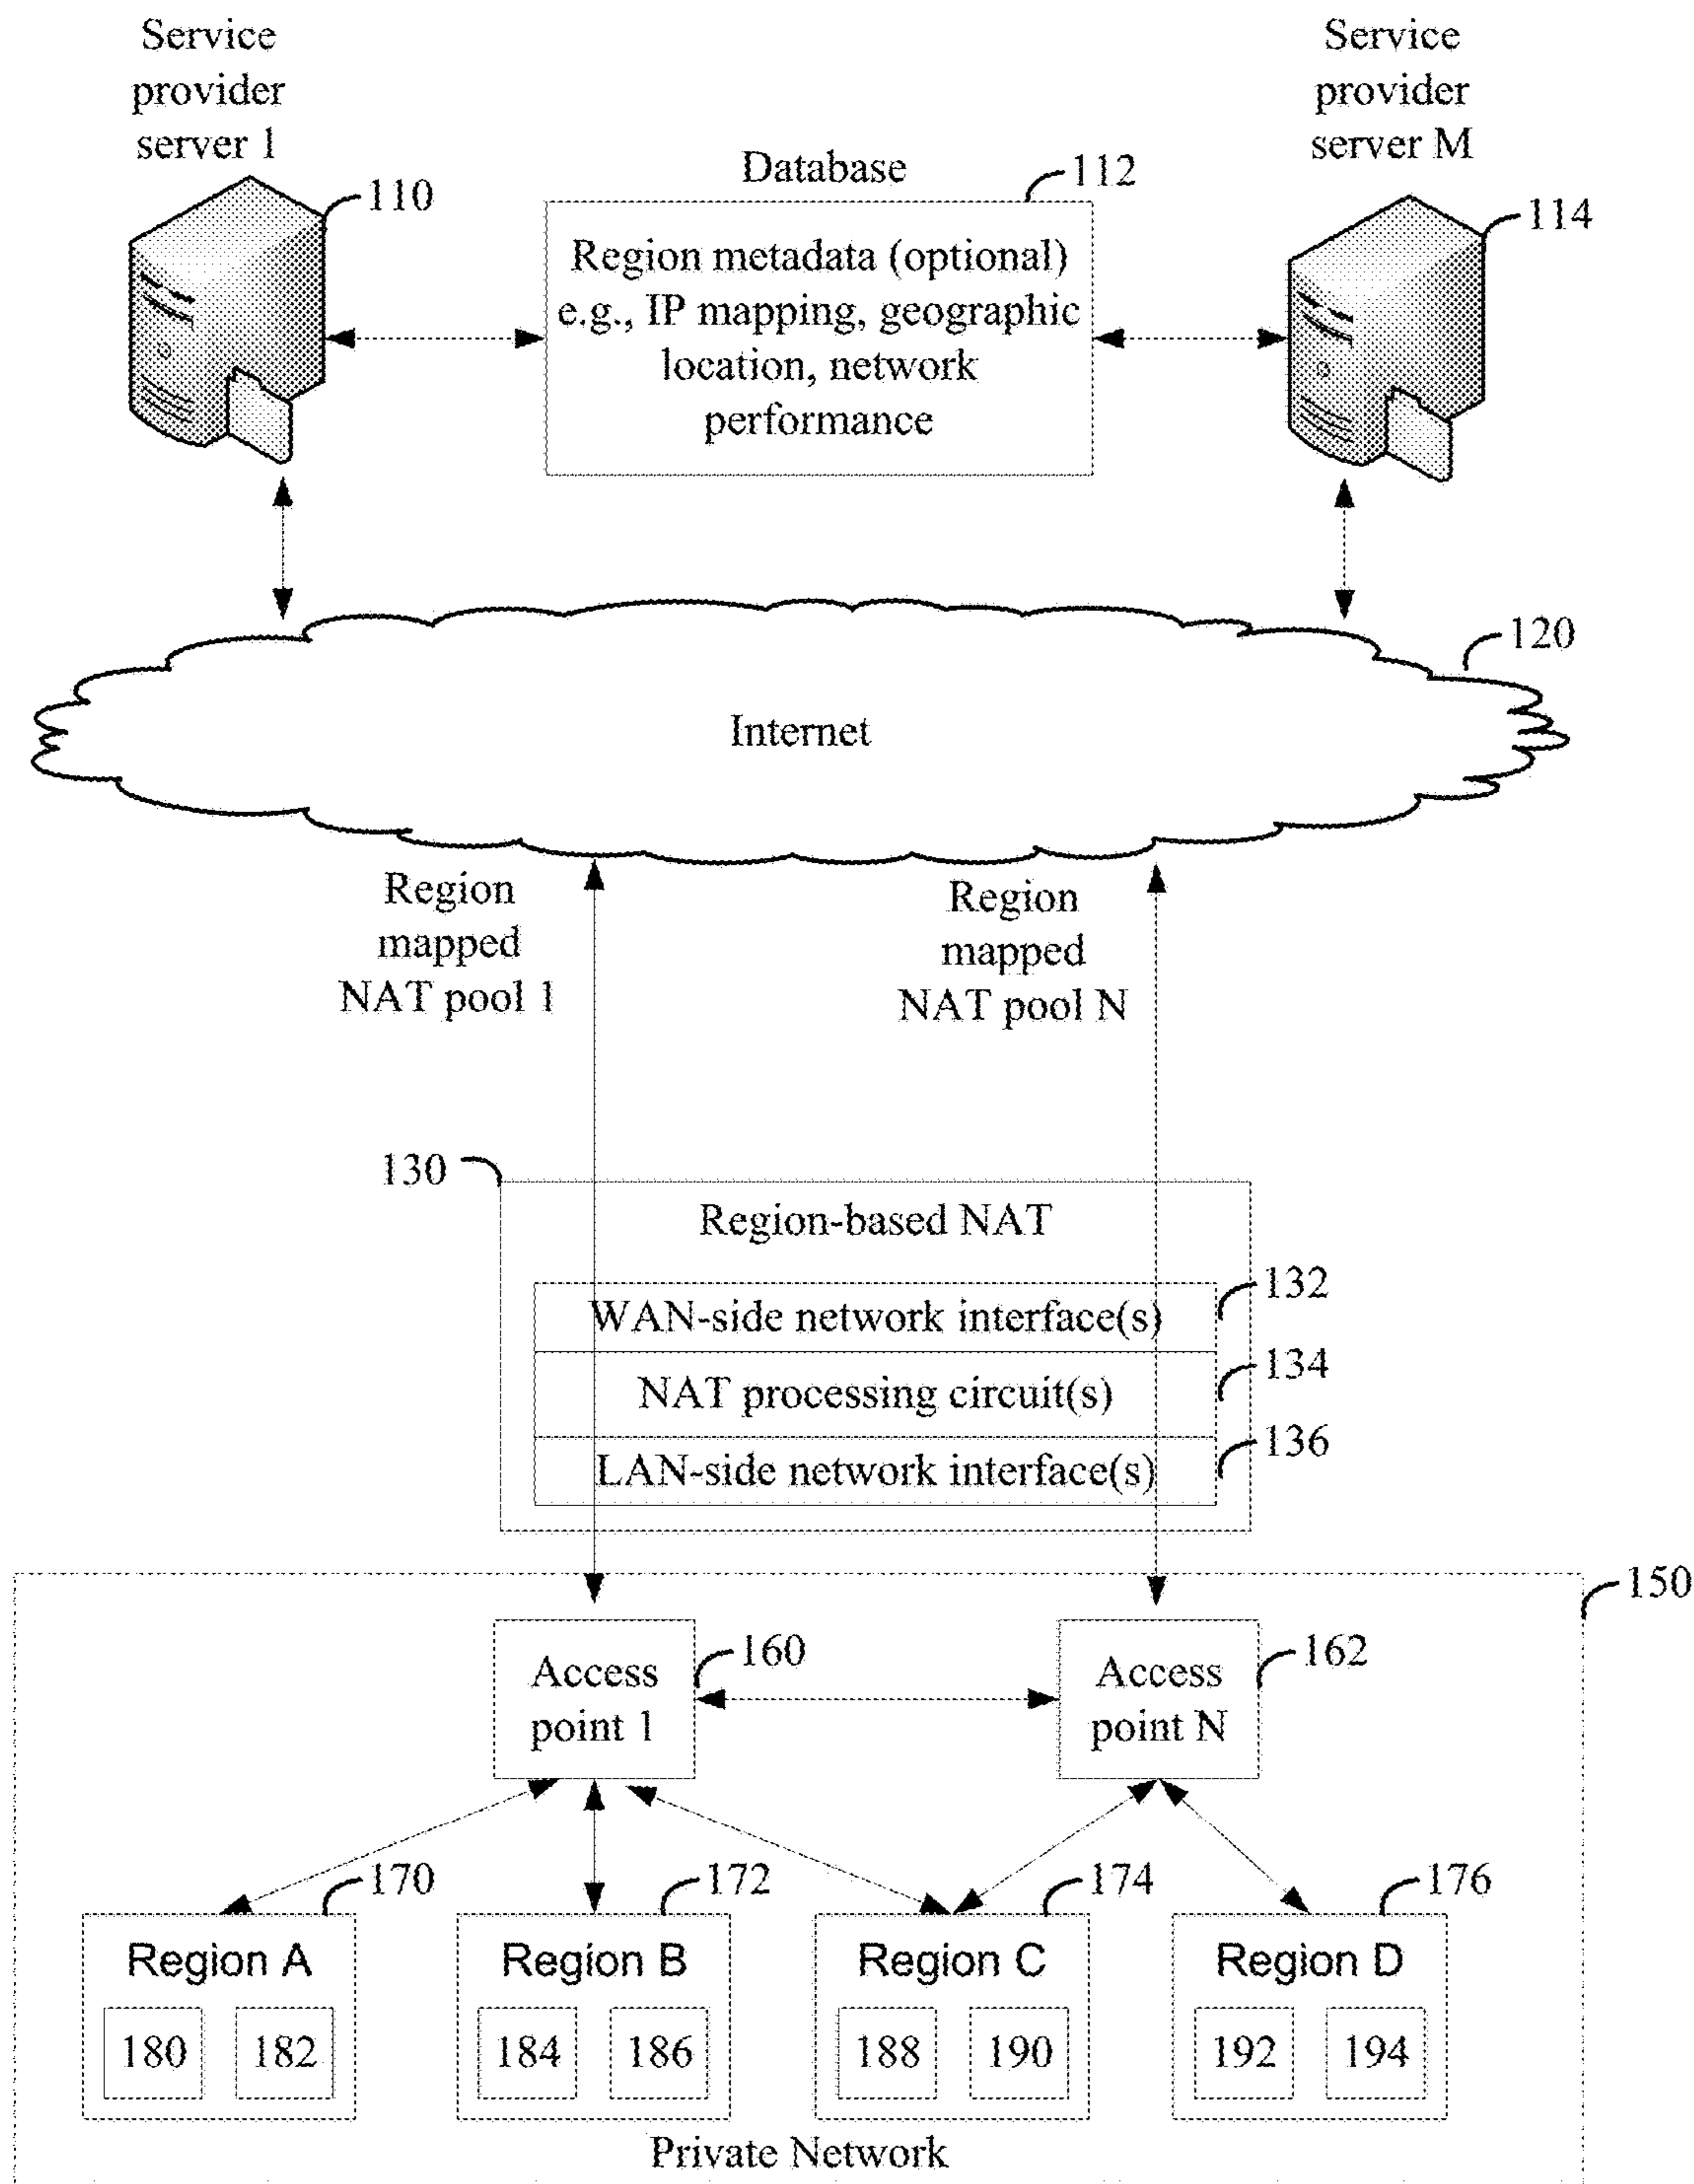 Service
provider
server 1
Service
provider
server M
Database
112
110
114
Region metadata (optional)
e.g., IP mapping, geographic
location, network
performance
120
Internet
Region
mapped
NAT pool 1
Region
mapped
NAT pool N
130
Region-based NAT
132
WAN-side network interface(s)
134
NAT processing circuit(s)
136
LAN-side network interface(s)
150
Access
point 1
160
Access
point N
162
170
172
174
176
Region A
Region B
Region C
Region D
180
182
184
186
188
190
192
194
Private Network